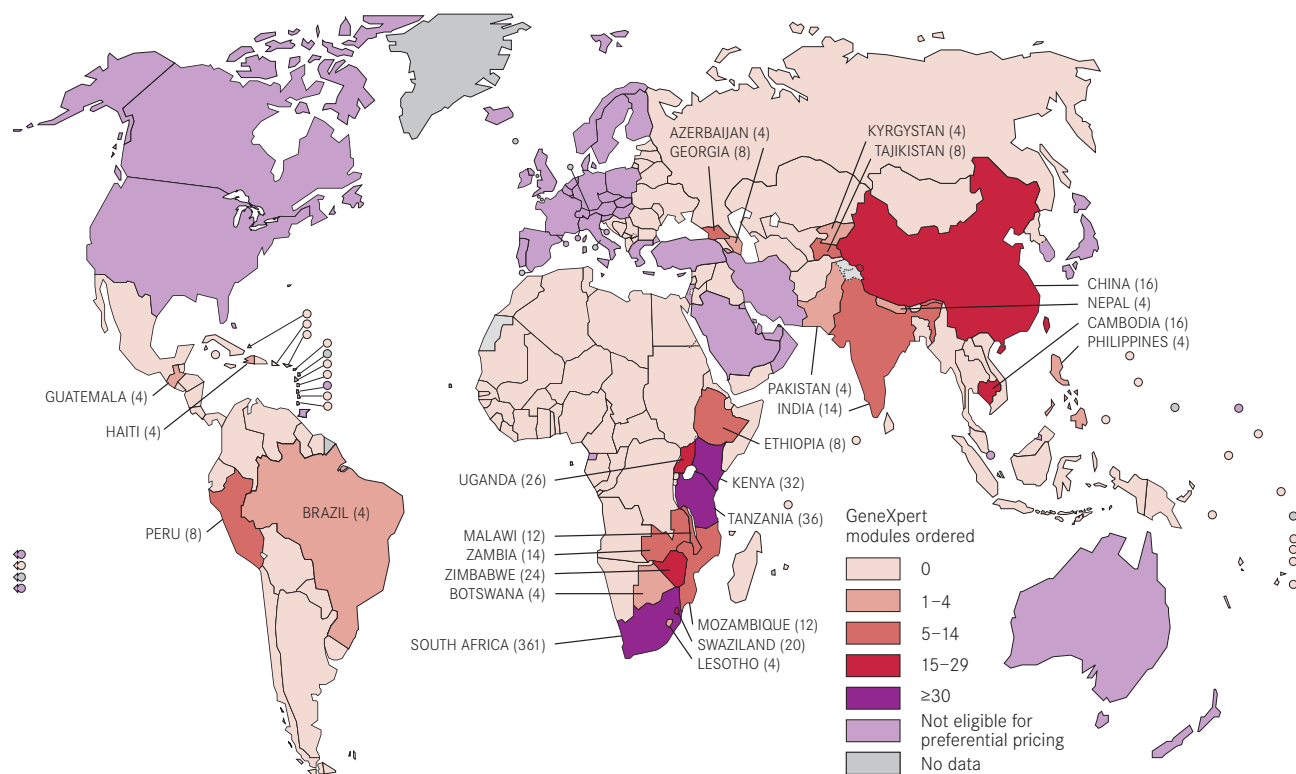 AZERBAIJAN (4)
GEORGIA (8)
KYRGYSTAN (4)
TAJIKISTAN (8)
CHINA (16)
NEPAL (4)
CAMBODIA (16)
PHILIPPINES (4)
GUATEMALA (4)
HAITI (4)
PAKISTAN (4)
INDIA (14)
ETHIOPIA (8)
UGANDA (26)
KENYA (32)
BRAZIL (4)
PERU (8)
TANZANIA (36)
MALAWI (12)
ZAMBIA (14)
ZIMBABWE (24)
BOTSWANA (4)
MOZAMBIQUE (12)
SOUTH AFRICA (361)
SWAZILAND (20)
LESOTHO (4)
GeneXpert
modules ordered
0
1–4
5–14
15–29
≥30
Not eligible for
preferential pricing
No data